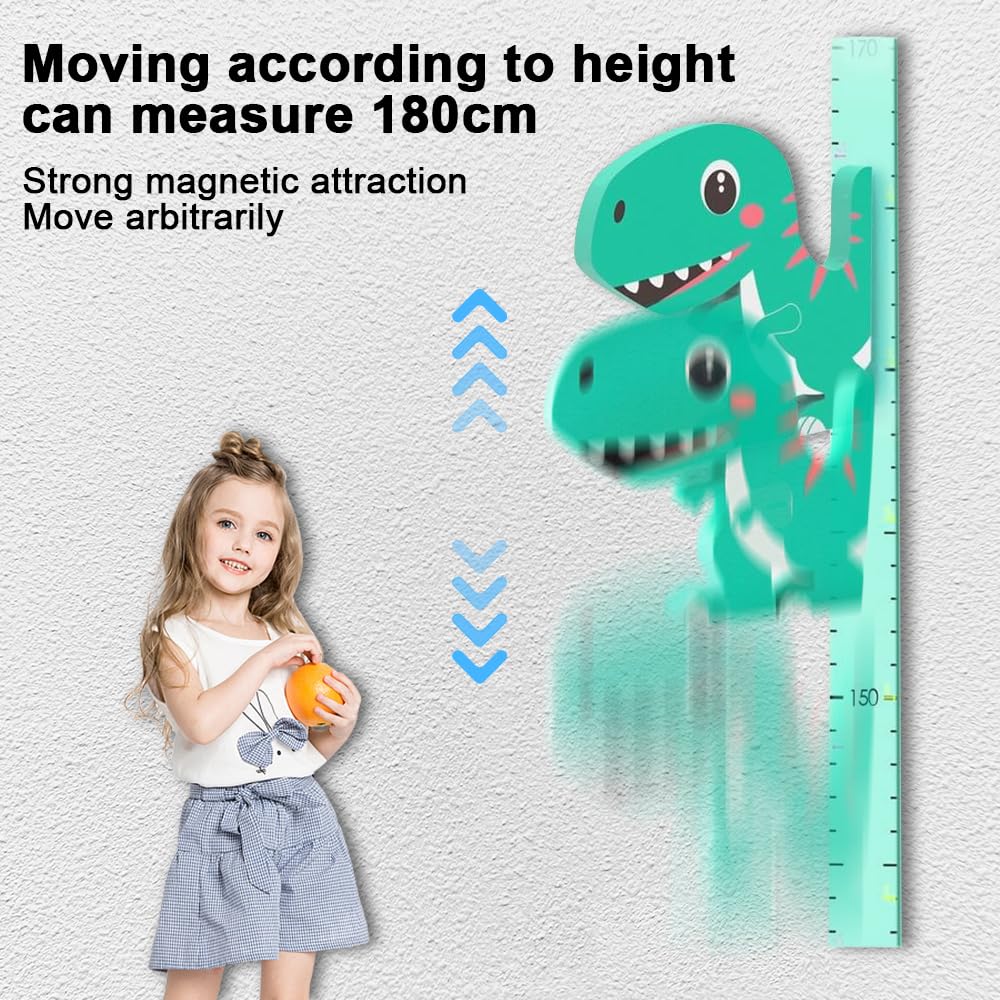 Moving according to height
can measure 180cm
Strong magnetic attraction
Move arbitrarily
170
150